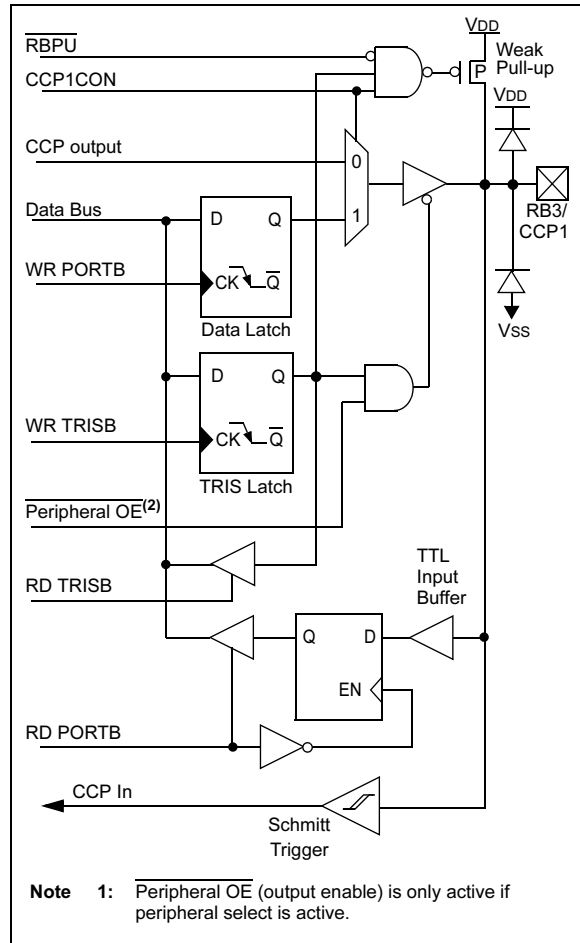 VDD
RBPU
Weak
Pull-up
P
CCP1CON
VDD
CCP output
0
Data Bus
D
Q
1
RB3/
CCP1
WR PORTB
CK
Q
Data Latch
VSS
D
Q
WR TRISB
CK
Q
TRIS Latch
Peripheral OE(2)
RD TRISB
TTL
Input
Buffer
Q
D
EN
RD PORTB
CCP In
Schmitt
Trigger
Note 1: Peripheral OE (output enable) is only active if
peripheral select is active.